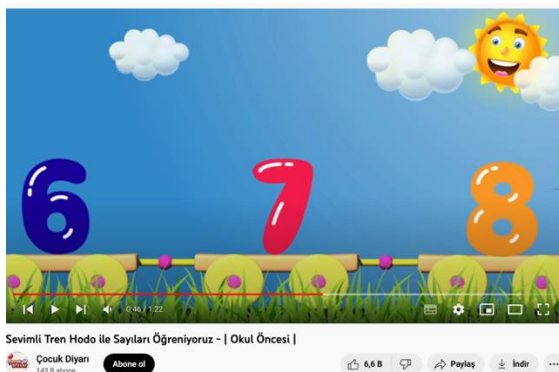 6 7 8
0:46 / 1:22
Sevimli Tren Hodo ile Sayıları Öğreniyoruz - | Okul Öncesi |
Çocuk Diyarı
143 B abone
Abone ol
6,6 B
Paylaş
İndir